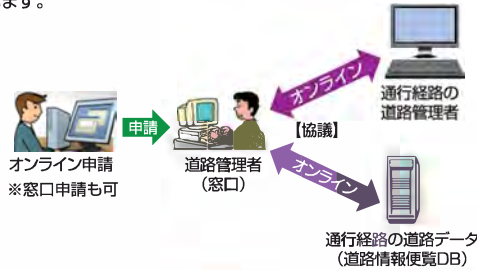 ます。
オンライン
通行経路の
道路管理者
申請
【協議】
オンライン申請
※窓口申請も可
道路管理者
（窓口）
オンライン
通行経路の道路データ
（道路情報便覧DB）